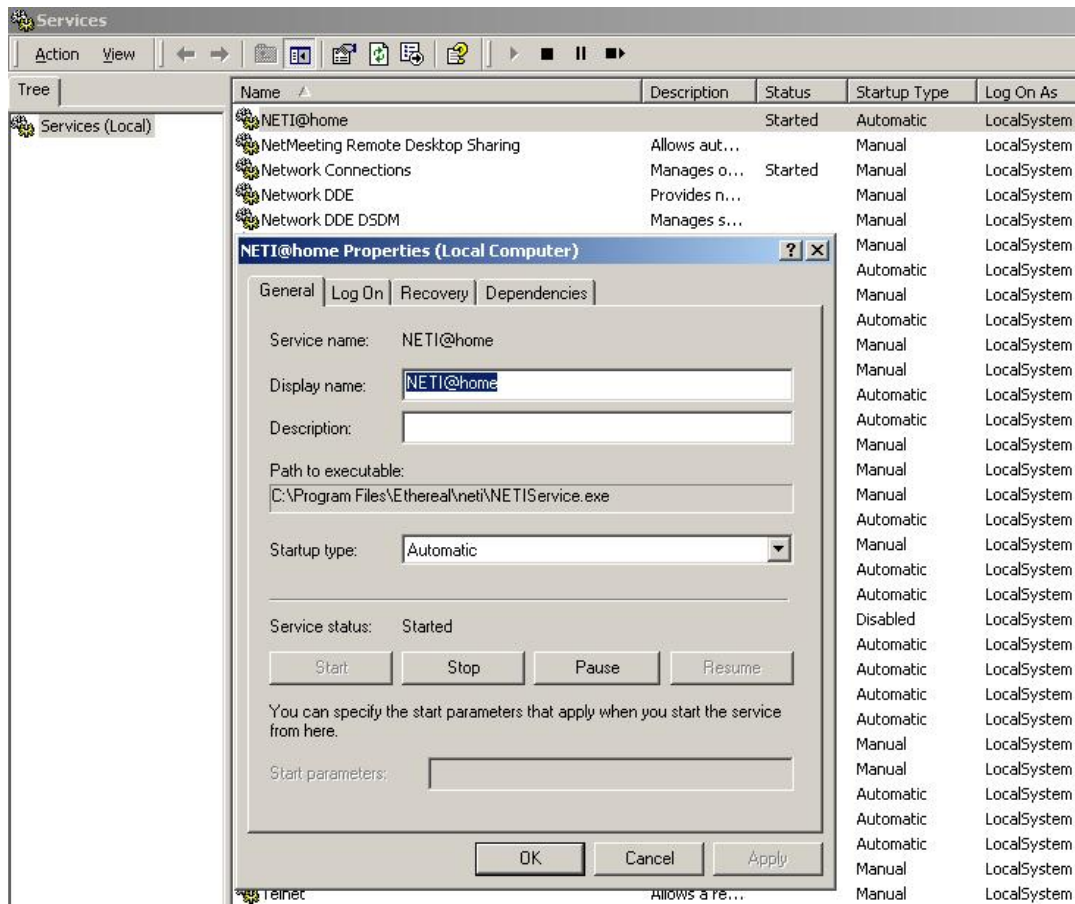 Services
Action View
Tree
Name Description Status Startup Type Log On As
Services (Local)
NETI@home Started Automatic LocalSystem
NetMeeting Remote Desktop Sharing Allows aut... Manual LocalSystem
Network Connections Manages o... Started Manual LocalSystem
Network DDE Provides n... Manual LocalSystem
Network DDE DSDM Manages s... Manual LocalSystem
NETI@home Properties (Local Computer)
General Log On Recovery Dependencies
Service name: NETI@home
Display name: NETI@home
Description:
Path to executable:
C:\Program Files\Ethereal\neti\NETIService.exe
Startup type: Automatic
Service status: Started
Start Stop Pause Resume
You can specify the start parameters that apply when you start the service
from here.
Start parameters:
OK Cancel Apply
Manual LocalSystem
Automatic LocalSystem
Manual LocalSystem
Automatic LocalSystem
Manual LocalSystem
Manual LocalSystem
Automatic LocalSystem
Automatic LocalSystem
Manual LocalSystem
Manual LocalSystem
Manual LocalSystem
Automatic LocalSystem
Manual LocalSystem
Automatic LocalSystem
Automatic LocalSystem
Disabled LocalSystem
Automatic LocalSystem
Automatic LocalSystem
Automatic LocalSystem
Automatic LocalSystem
Manual LocalSystem
Manual LocalSystem
Automatic LocalSystem
Automatic LocalSystem
Automatic LocalSystem
Manual LocalSystem
Telnet Allows a re... Manual LocalSystem